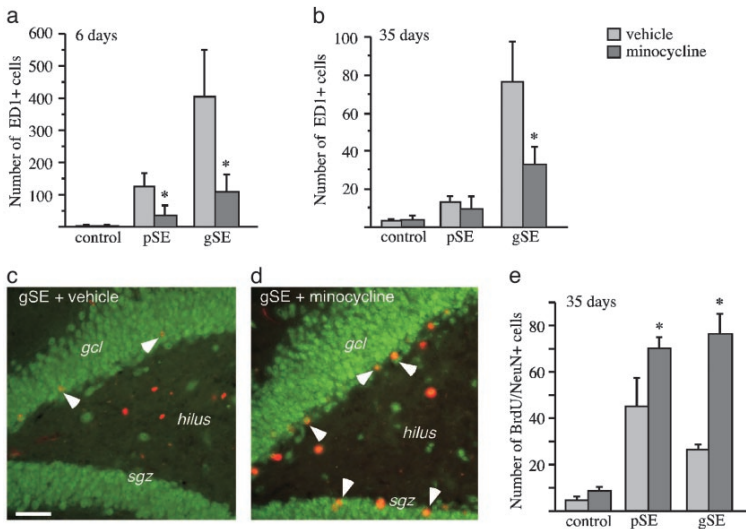 a
6 days
600
500
400
300
200
100
Number of ED1+ cells
*
*
control pSE gSE
b
35 days
100
80
60
40
20
Number of ED1+ cells
*
control pSE gSE
vehicle
minocycline
c
gSE + vehicle
gcl
hilus
sgz
d
gSE + minocycline
gcl
hilus
sgz
e
35 days
80
60
40
20
Number of BrdU/NeuN+ cells
*
*
control pSE gSE